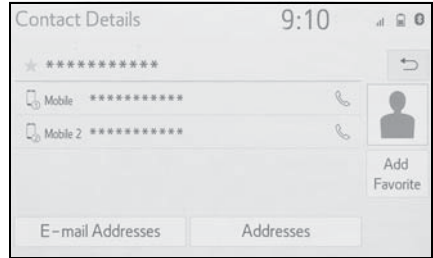 Contact Details 9:10
***********
Mobile ***********
Mobile 2 ***********
Add
Favorite
E-mail Addresses Addresses